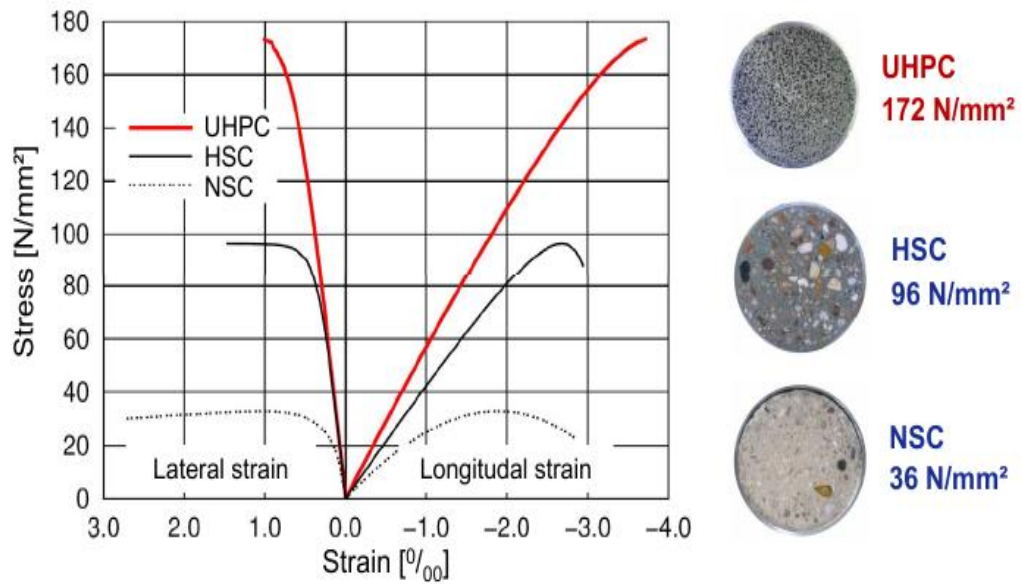 180
160
140
120
100
80
60
40
20
0
Stress [N/mm²]
UHPC
HSC
NSC
Lateral strain
Longitudal strain
3.0 2.0 1.0 0.0 −1.0 −2.0 −3.0 −4.0
Strain [⁰/₀₀]
UHPC
172 N/mm²
HSC
96 N/mm²
NSC
36 N/mm²